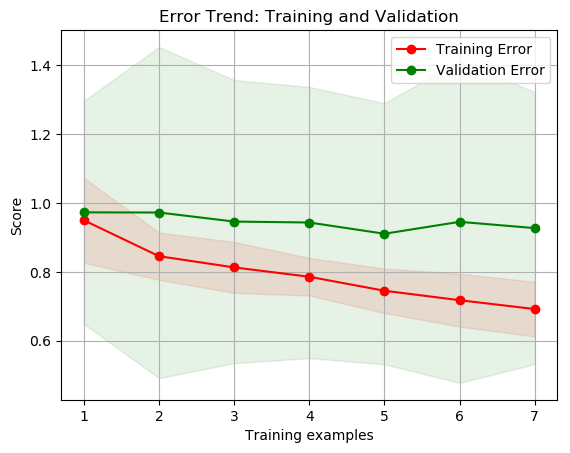 Error Trend: Training and Validation
Training Error
Validation Error
1.4
1.2
1.0
0.8
0.6
Score
1 2 3 4 5 6 7
Training examples